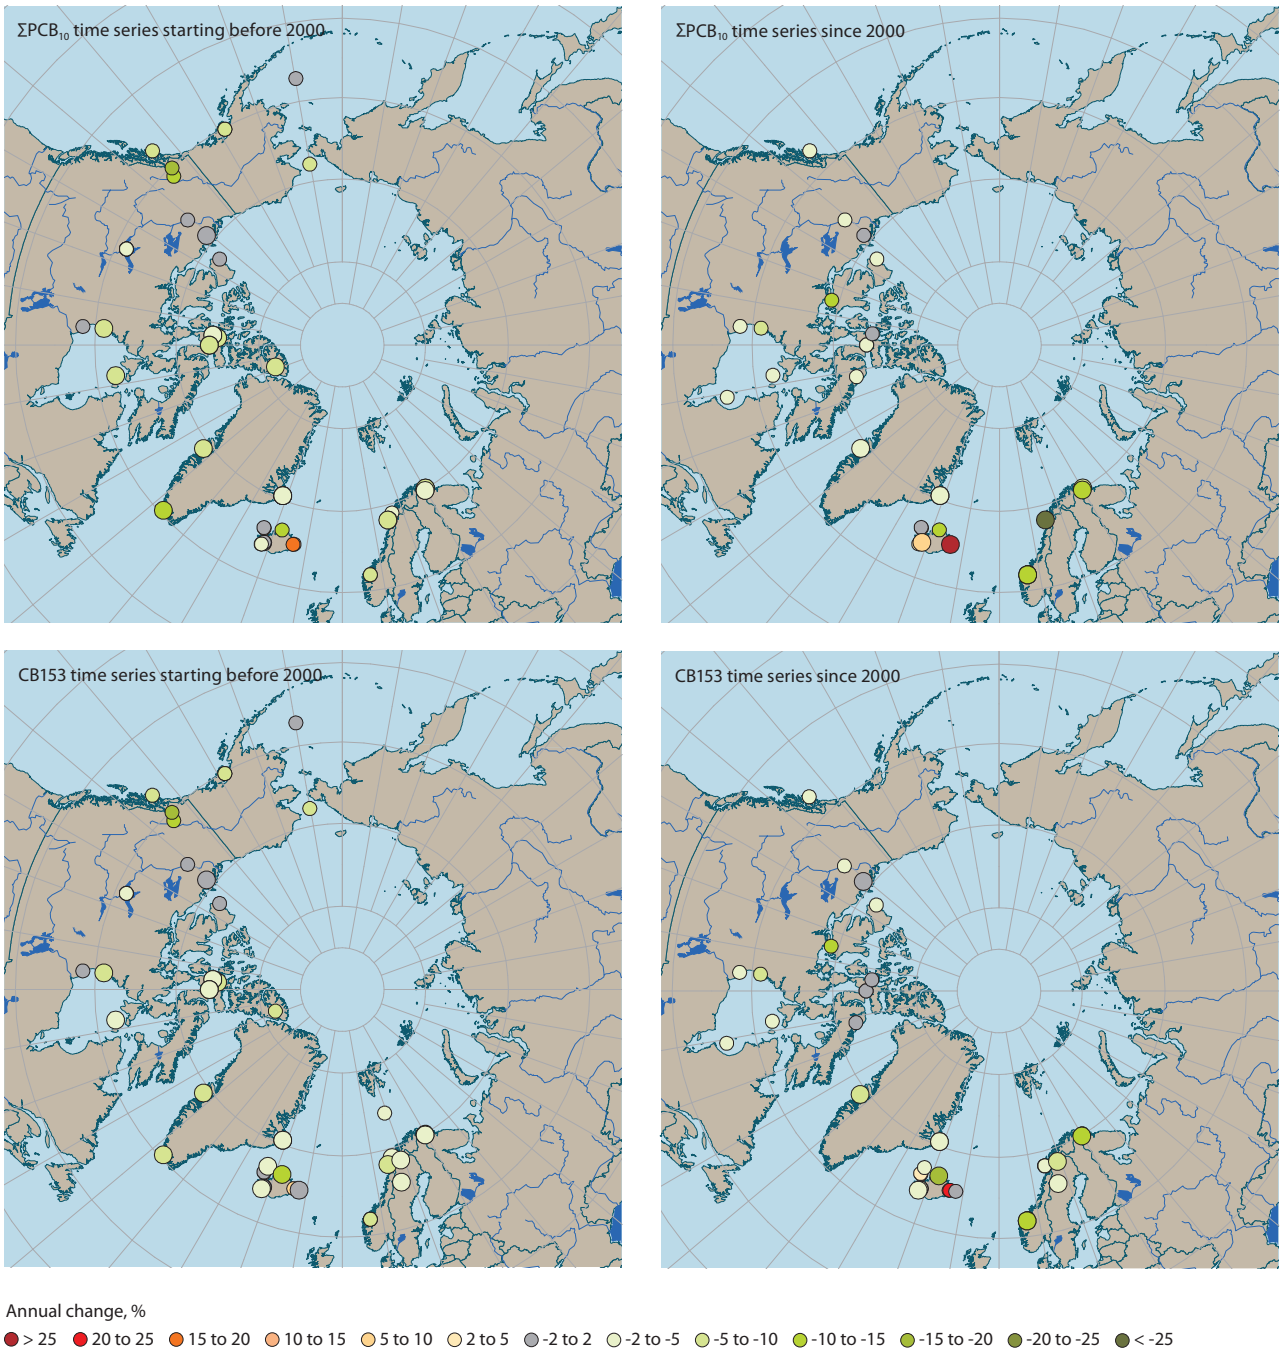 ΣPCB₁₀ time series starting before 2000
ΣPCB₁₀ time series since 2000
CB153 time series starting before 2000
CB153 time series since 2000
Annual change, %
> 25 20 to 25 15 to 20 10 to 15 5 to 10 2 to 5 -2 to 2 -2 to -5 -5 to -10 -10 to -15 -15 to -20 -20 to -25 < -25